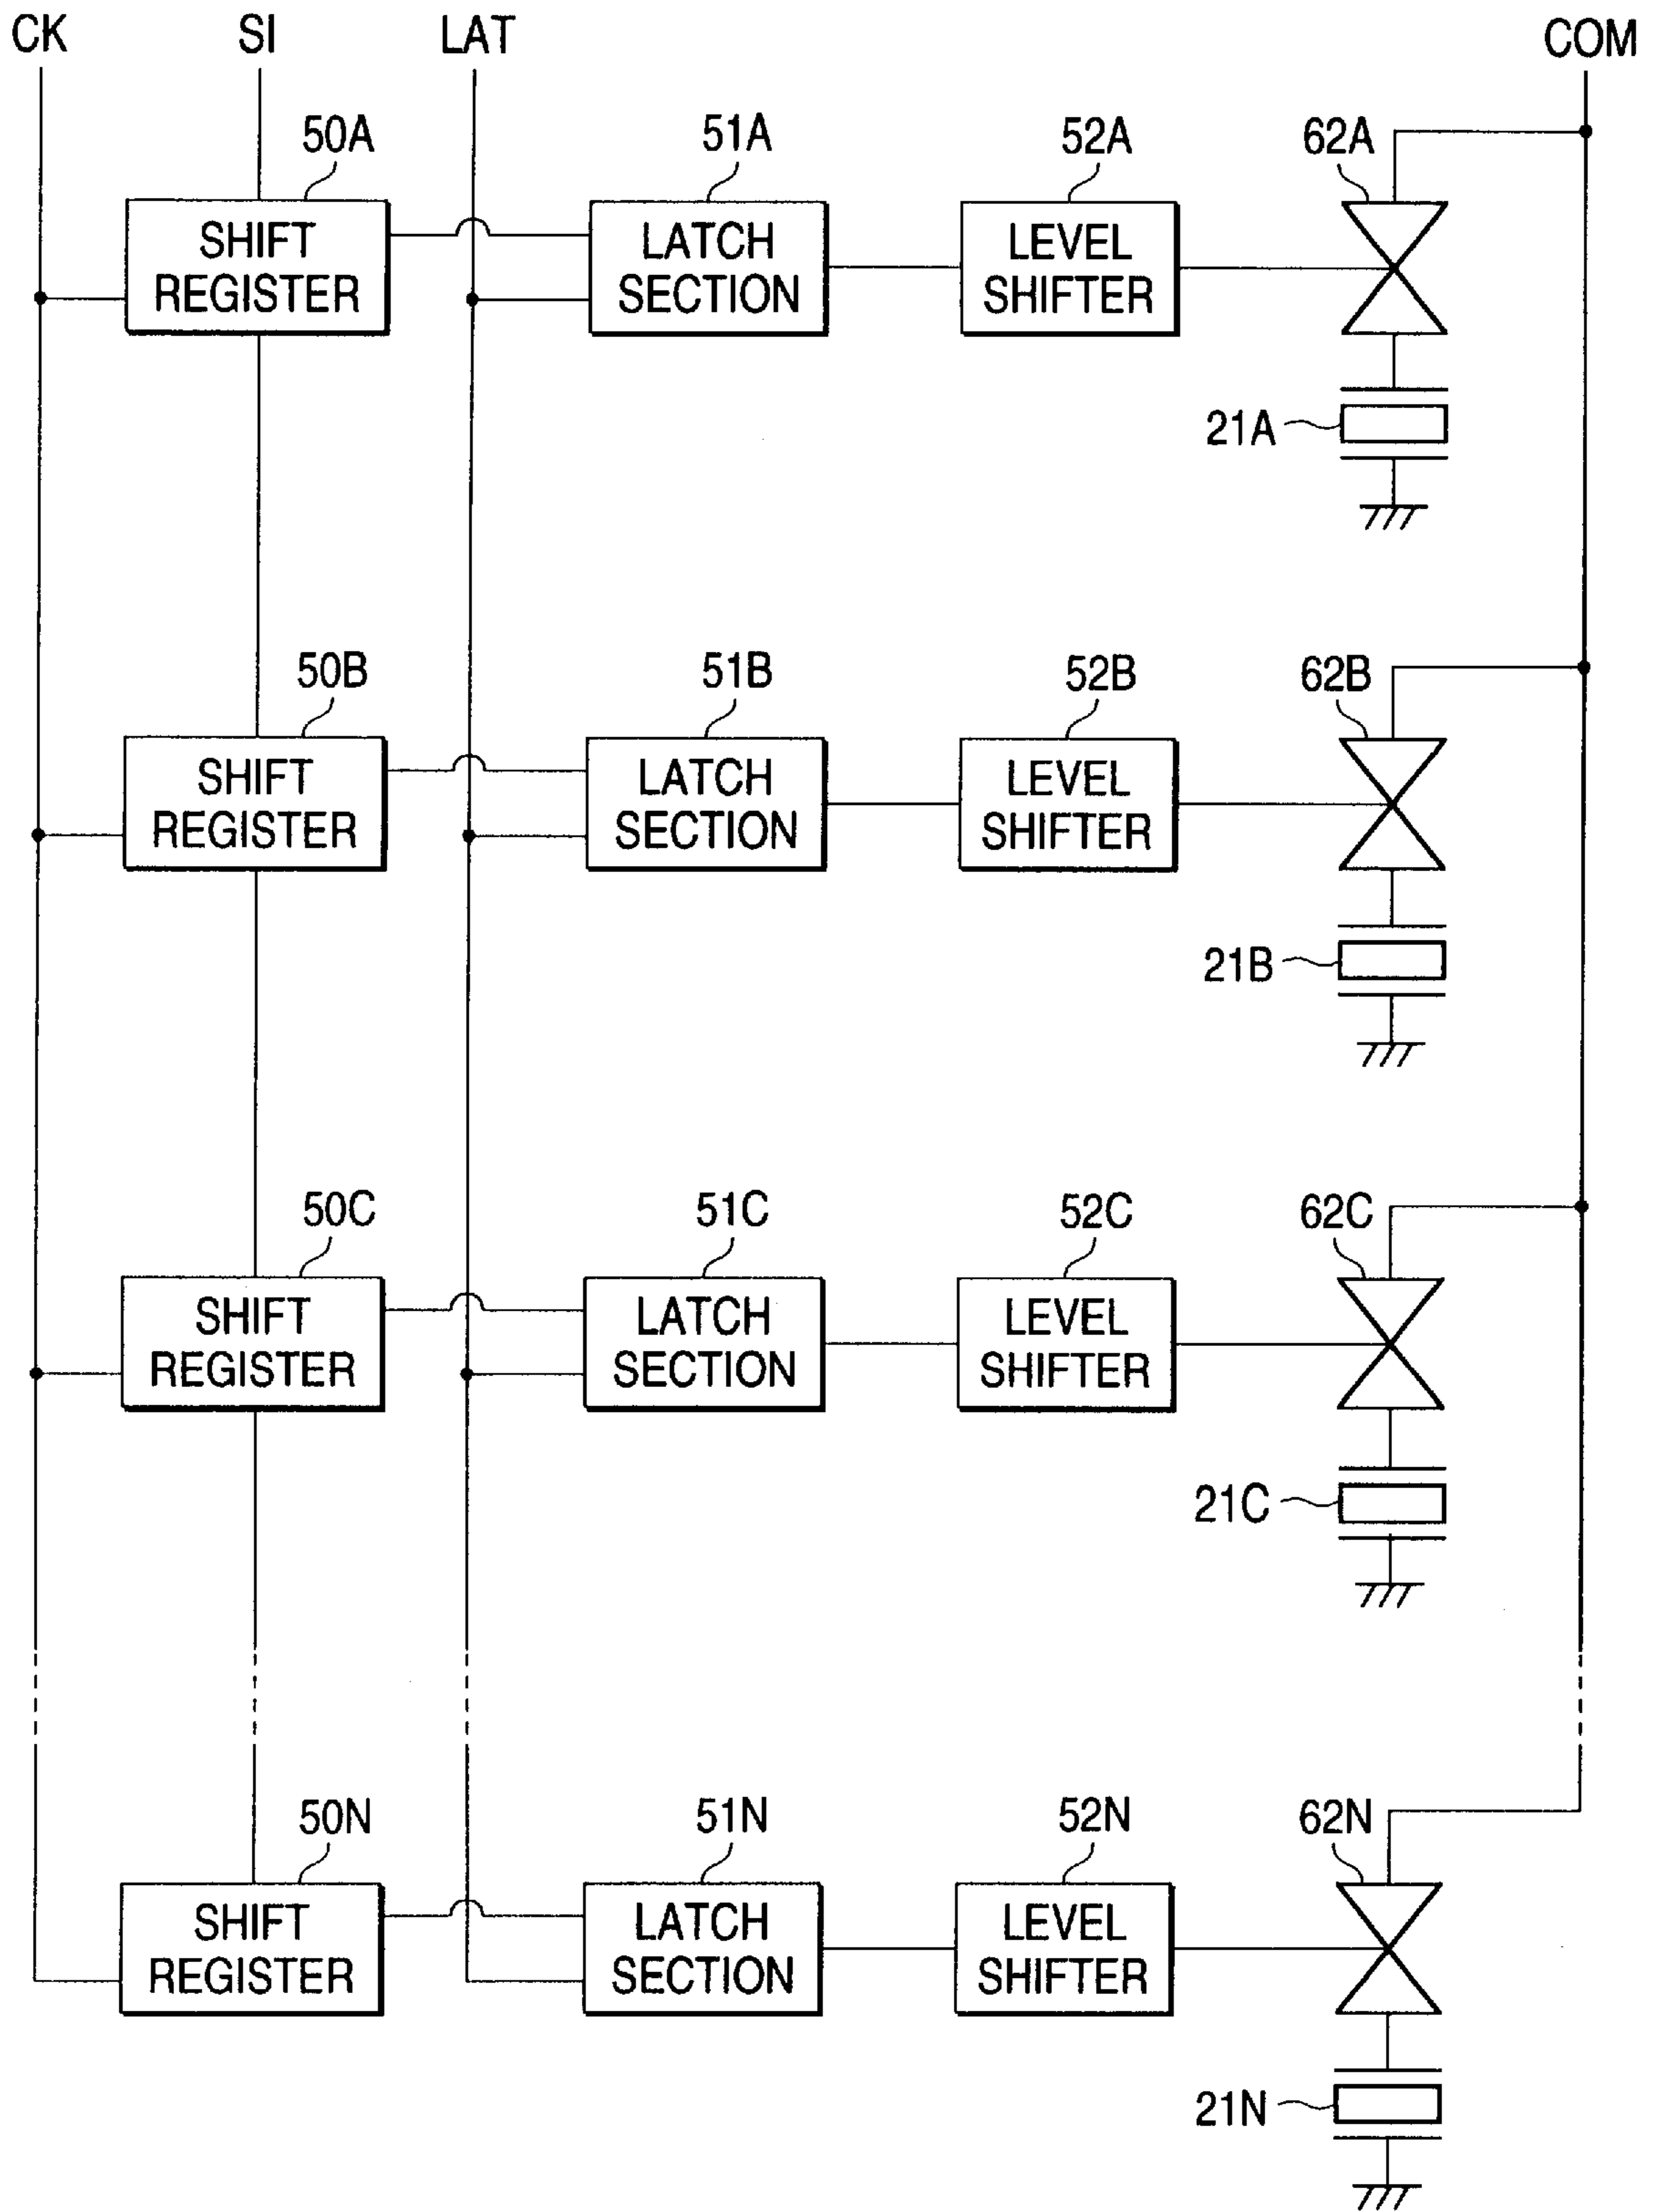 CK SI LAT COM
50A 51A 52A 62A
SHIFT REGISTER
LATCH SECTION
LEVEL SHIFTER
21A
50B 51B 52B 62B
SHIFT REGISTER
LATCH SECTION
LEVEL SHIFTER
21B
50C 51C 52C 62C
SHIFT REGISTER
LATCH SECTION
LEVEL SHIFTER
21C
50N 51N 52N 62N
SHIFT REGISTER
LATCH SECTION
LEVEL SHIFTER
21N